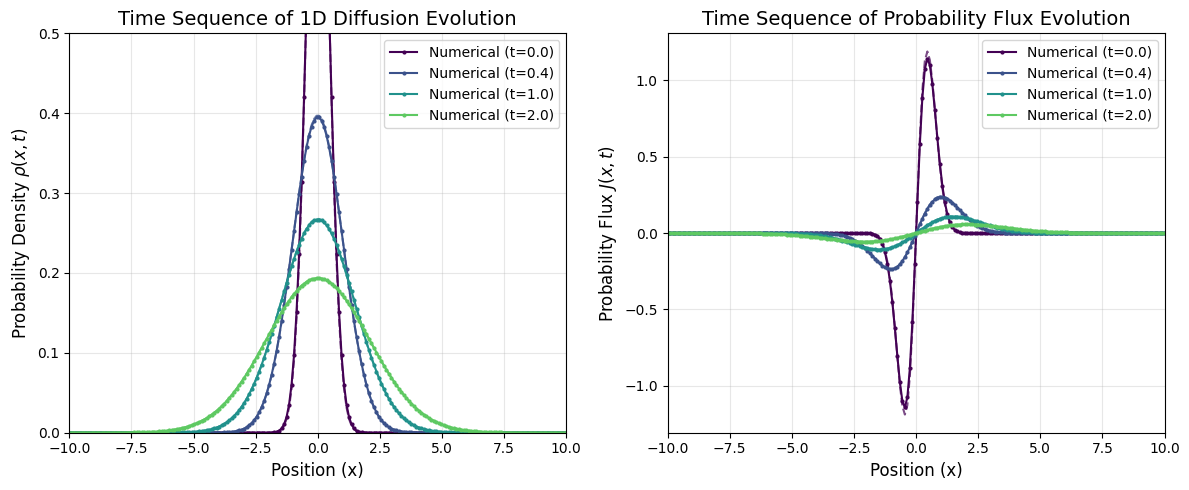 Time Sequence of 1D Diffusion Evolution
0.5
0.4
0.3
0.2
0.1
0.0
Probability Density ρ(x, t)
Numerical (t=0.0)
Numerical (t=0.4)
Numerical (t=1.0)
Numerical (t=2.0)
−10.0 −7.5 −5.0 −2.5 0.0 2.5 5.0 7.5 10.0
Position (x)
Time Sequence of Probability Flux Evolution
1.0
0.5
0.0
−0.5
−1.0
Probability Flux J(x, t)
Numerical (t=0.0)
Numerical (t=0.4)
Numerical (t=1.0)
Numerical (t=2.0)
−10.0 −7.5 −5.0 −2.5 0.0 2.5 5.0 7.5 10.0
Position (x)